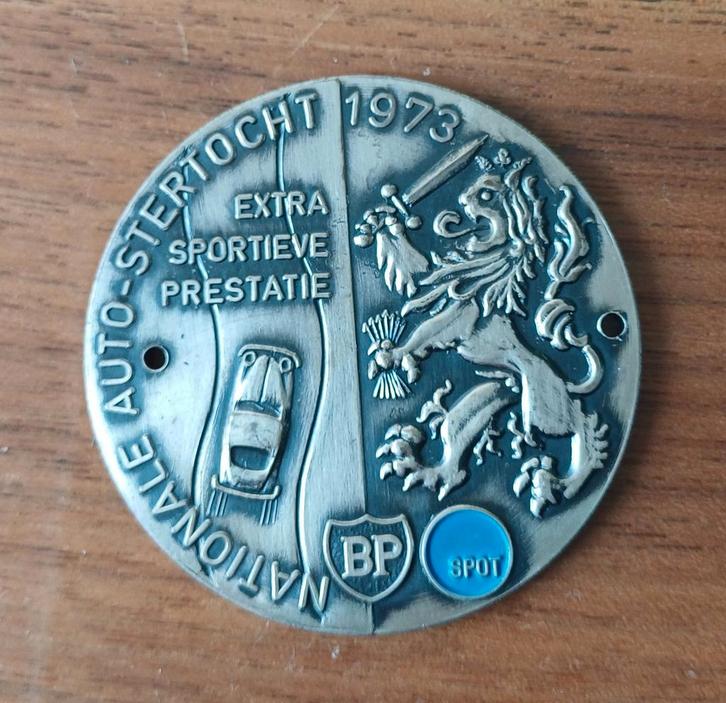 NATIONALE AUTO-STERTOCHT 1973
EXTRA
SPORTIEVE
PRESTATIE
BP
SPOT